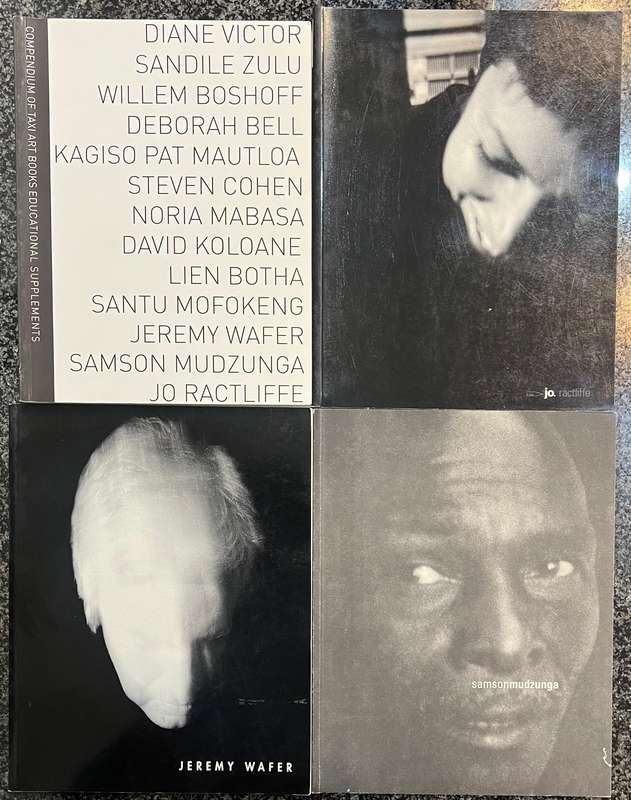 COMPENDIUM OF TAXI ART BOOKS EDUCATIONAL SUPPLEMENTS
DIANE VICTOR
SANDILE ZULU
WILLEM BOSHOFF
DEBORAH BELL
KAGISO PAT MAUTLOA
STEVEN COHEN
NORIA MABASA
DAVID KOLOANE
LIEN BOTHA
SANTU MOFOKENG
JEREMY WAFER
SAMSON MUDZUNGA
JO RACTLIFFE
jo. ractliffe
JEREMY WAFER
samsonmudzunga